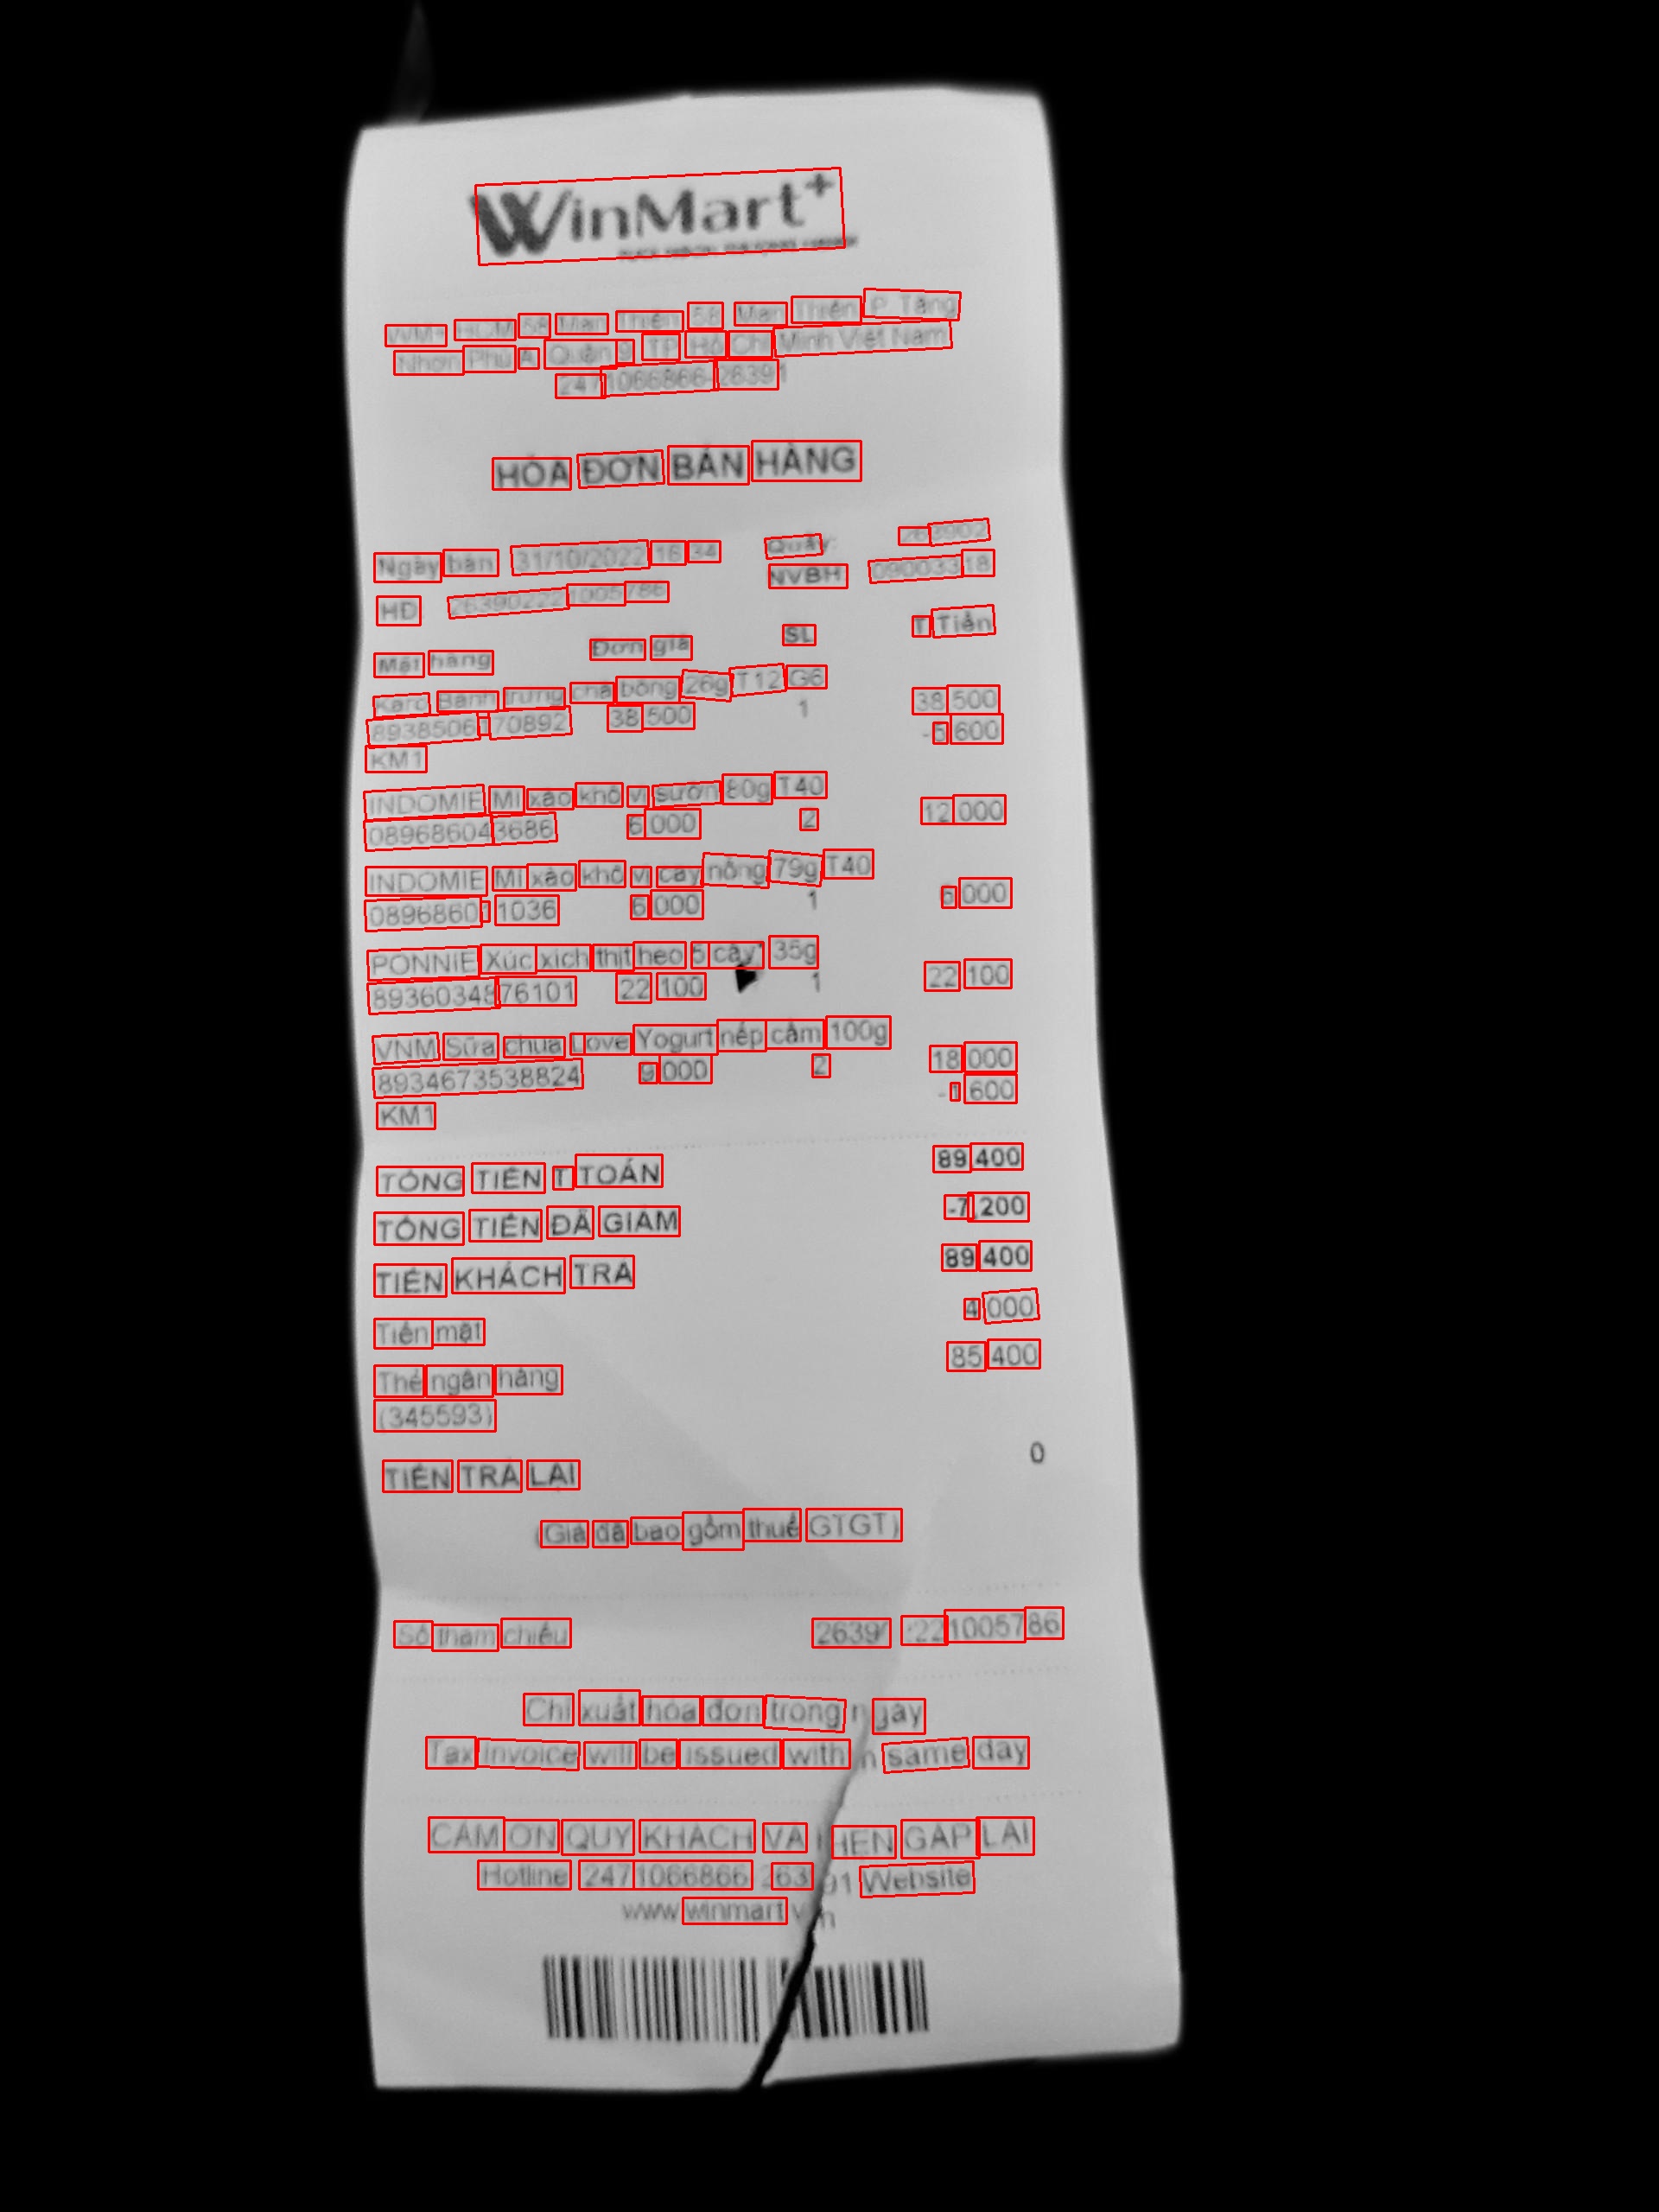 WinMart+
WM+ HCM 58 Man Thiện 58 Man Thiện P. Tăng
Nhơn Phú A, Quận 9, TP. Hồ Chí Minh Việt Nam
2471066866-26391
HÓA ĐƠN BÁN HÀNG
Ngày bán: 31/10/2022 16:34 Quầy: 263902
HĐ: 263902221005786 NVBH: 09003318
Mặt hàng Đơn giá SL T.Tiền
Karo Bánh trứng chà bông 26g T12 G6
8938506170892 38,500 1 38,500
KM1 -5,600
INDOMIE Mì xào khô vị sườn 80g T40
089686043686 6,000 2 12,000
INDOMIE Mì xào khô vị cay nồng 79g T40
089686011036 6,000 1 6,000
PONNIE Xúc xích thịt heo 5 cây* 35g
8936034876101 22,100 1 22,100
VNM Sữa chua Love Yogurt nếp cẩm 100g
8934673538824 9,000 2 18,000
KM1 -1,600
TỔNG TIỀN T.TOÁN 89,400
TỔNG TIỀN ĐÃ GIẢM -7,200
TIỀN KHÁCH TRẢ 89,400
Tiền mặt 4,000
Thẻ ngân hàng 85,400
(345593)
TIỀN TRẢ LẠI 0
(Giá đã bao gồm thuế GTGT)
Số tham chiếu 2639 :221005786
Chỉ xuất hóa đơn trong ngày
Tax invoice will be issued within same day
CẢM ƠN QUÝ KHÁCH VÀ HẸN GẶP LẠI
Hotline: 2471066866 26391 Website:
www.winmart.vn